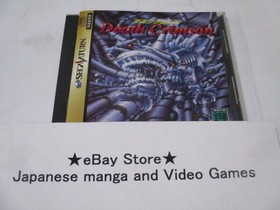 SEGA SATURN
Death Crimson
★eBay Store★
Japanese manga and Video Games